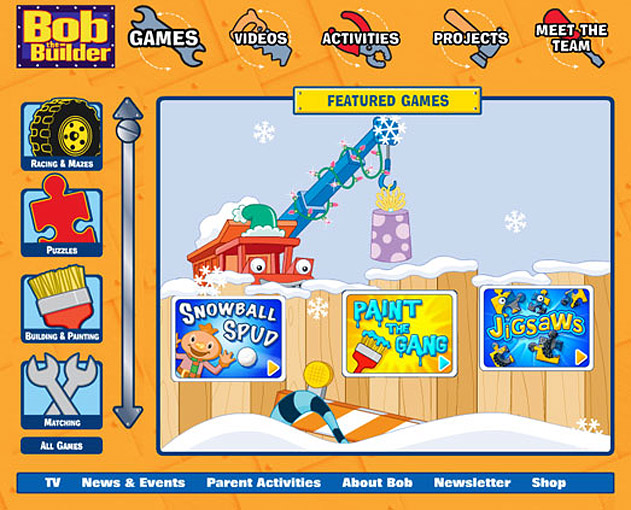 Bob
the
Builder
GAMES
VIDEOS
ACTIVITIES
PROJECTS
MEET THE
TEAM
FEATURED GAMES
RACING & MAZES
PUZZLES
BUILDING & PAINTING
MATCHING
ALL GAMES
SNOWBALL
SPUD
PAINT
THE
GANG
JIGSAWS
TV News & Events Parent Activities About Bob Newsletter Shop